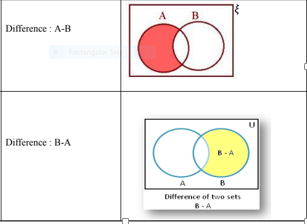 Difference : A-B
A B ξ
Difference : B-A
U
B - A
A B
Difference of two sets
B - A